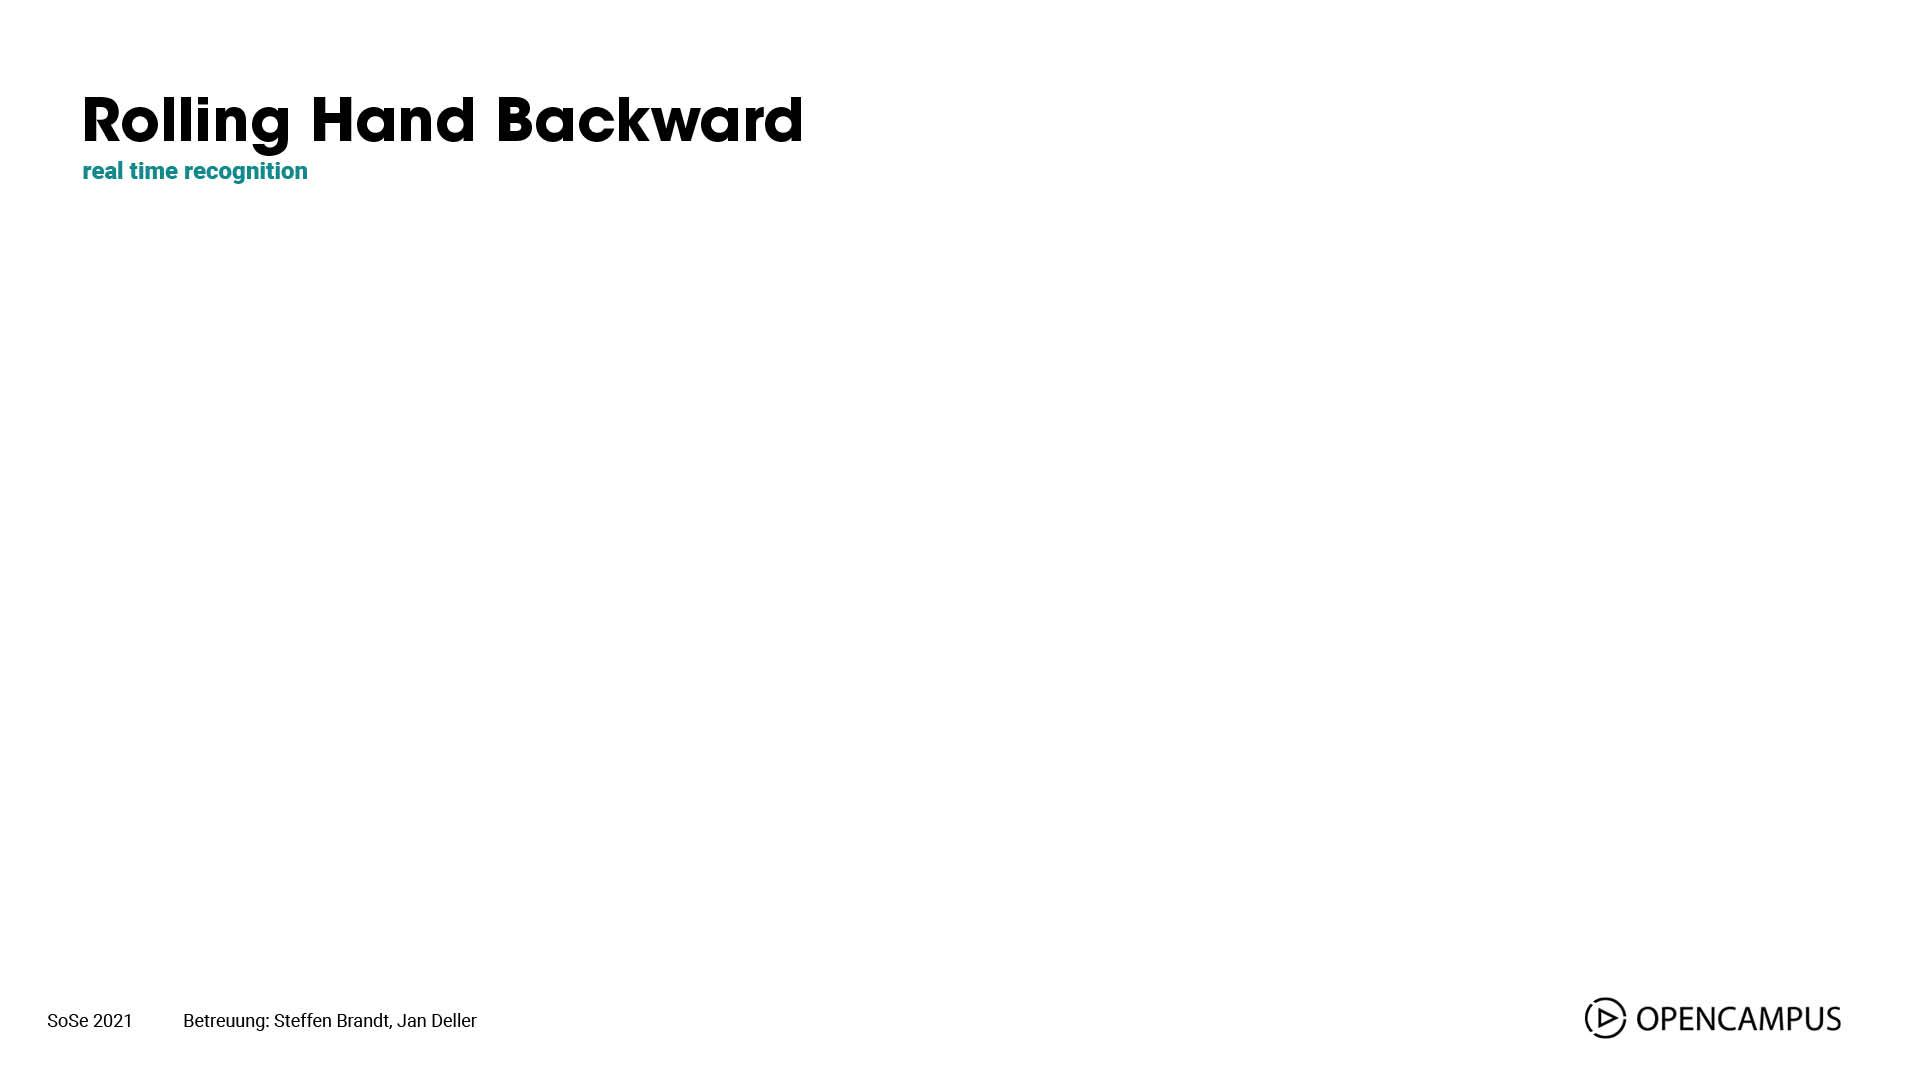 Rolling Hand Backward
real time recognition
SoSe 2021 Betreuung: Steffen Brandt, Jan Deller
OPENCAMPUS